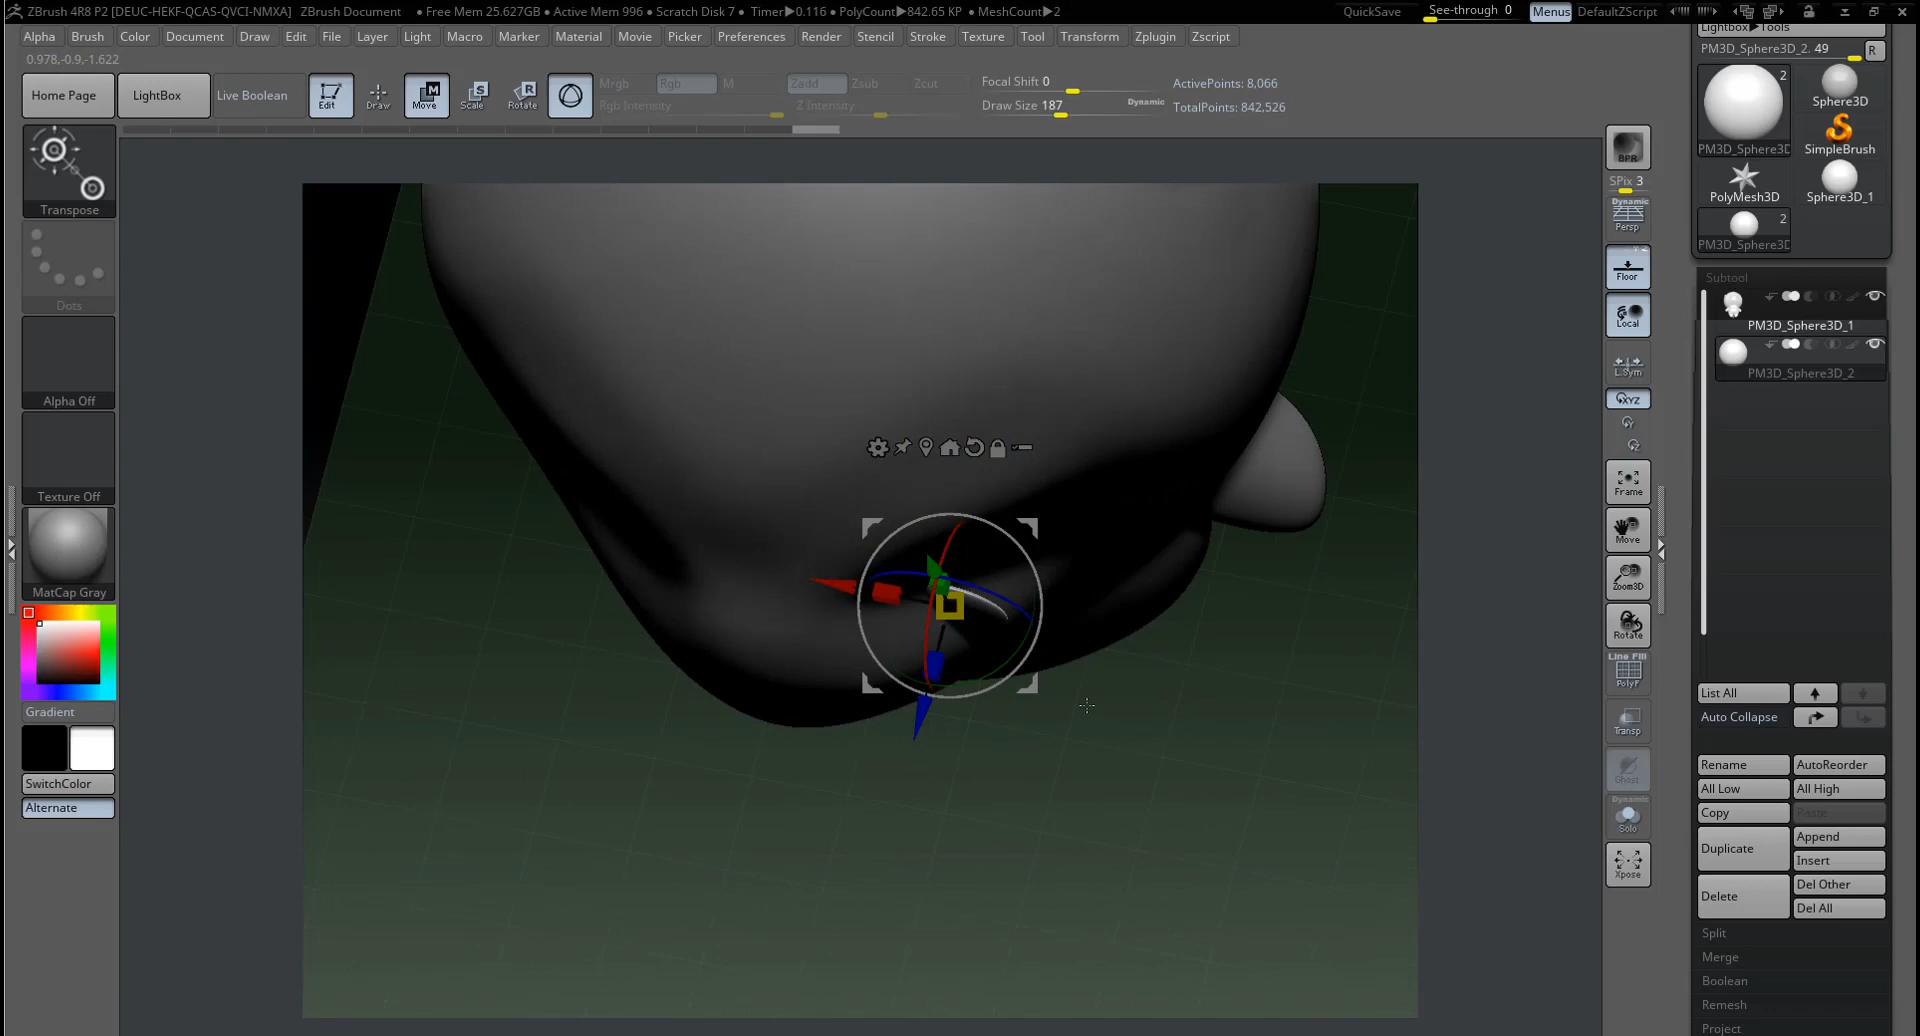 ZBrush 4R8 P2 [DEUC-HEKF-QCAS-QVCI-NMXA] ZBrush Document • Free Mem 25.627GB • Active Mem 996 • Scratch Disk 7 • Timer▶0.116 • PolyCount▶842.65 KP • MeshCount▶2 QuickSave See-through 0 Menus DefaultZScript
Alpha Brush Color Document Draw Edit File Layer Light Macro Marker Material Movie Picker Preferences Render Stencil Stroke Texture Tool Transform Zplugin Zscript
0.978,-0.9,-1.622
Home Page LightBox Live Boolean Edit Draw Move Scale Rotate
Mrgb Rgb M Zadd Zsub Zcut
Rgb Intensity Z Intensity
Focal Shift 0
Draw Size 187 Dynamic
ActivePoints: 8,066
TotalPoints: 842,526
Transpose
Dots
Alpha Off
Texture Off
MatCap Gray
Gradient
SwitchColor
Alternate
BPR
SPix 3
Dynamic
Persp
Floor
Local
L.Sym
XYZ
Frame
Move
Zoom3D
Rotate
Line Fill
PolyF
Transp
Ghost
Dynamic
Solo
Xpose
Lightbox▶Tools
PM3D_Sphere3D_2. 49 R
2
PM3D_Sphere3D
Sphere3D
SimpleBrush
PolyMesh3D
Sphere3D_1
2
PM3D_Sphere3D
Subtool
PM3D_Sphere3D_1
PM3D_Sphere3D_2
List All
Auto Collapse
Rename AutoReorder
All Low All High
Copy Paste
Duplicate Append
Insert
Delete Del Other
Del All
Split
Merge
Boolean
Remesh
Project